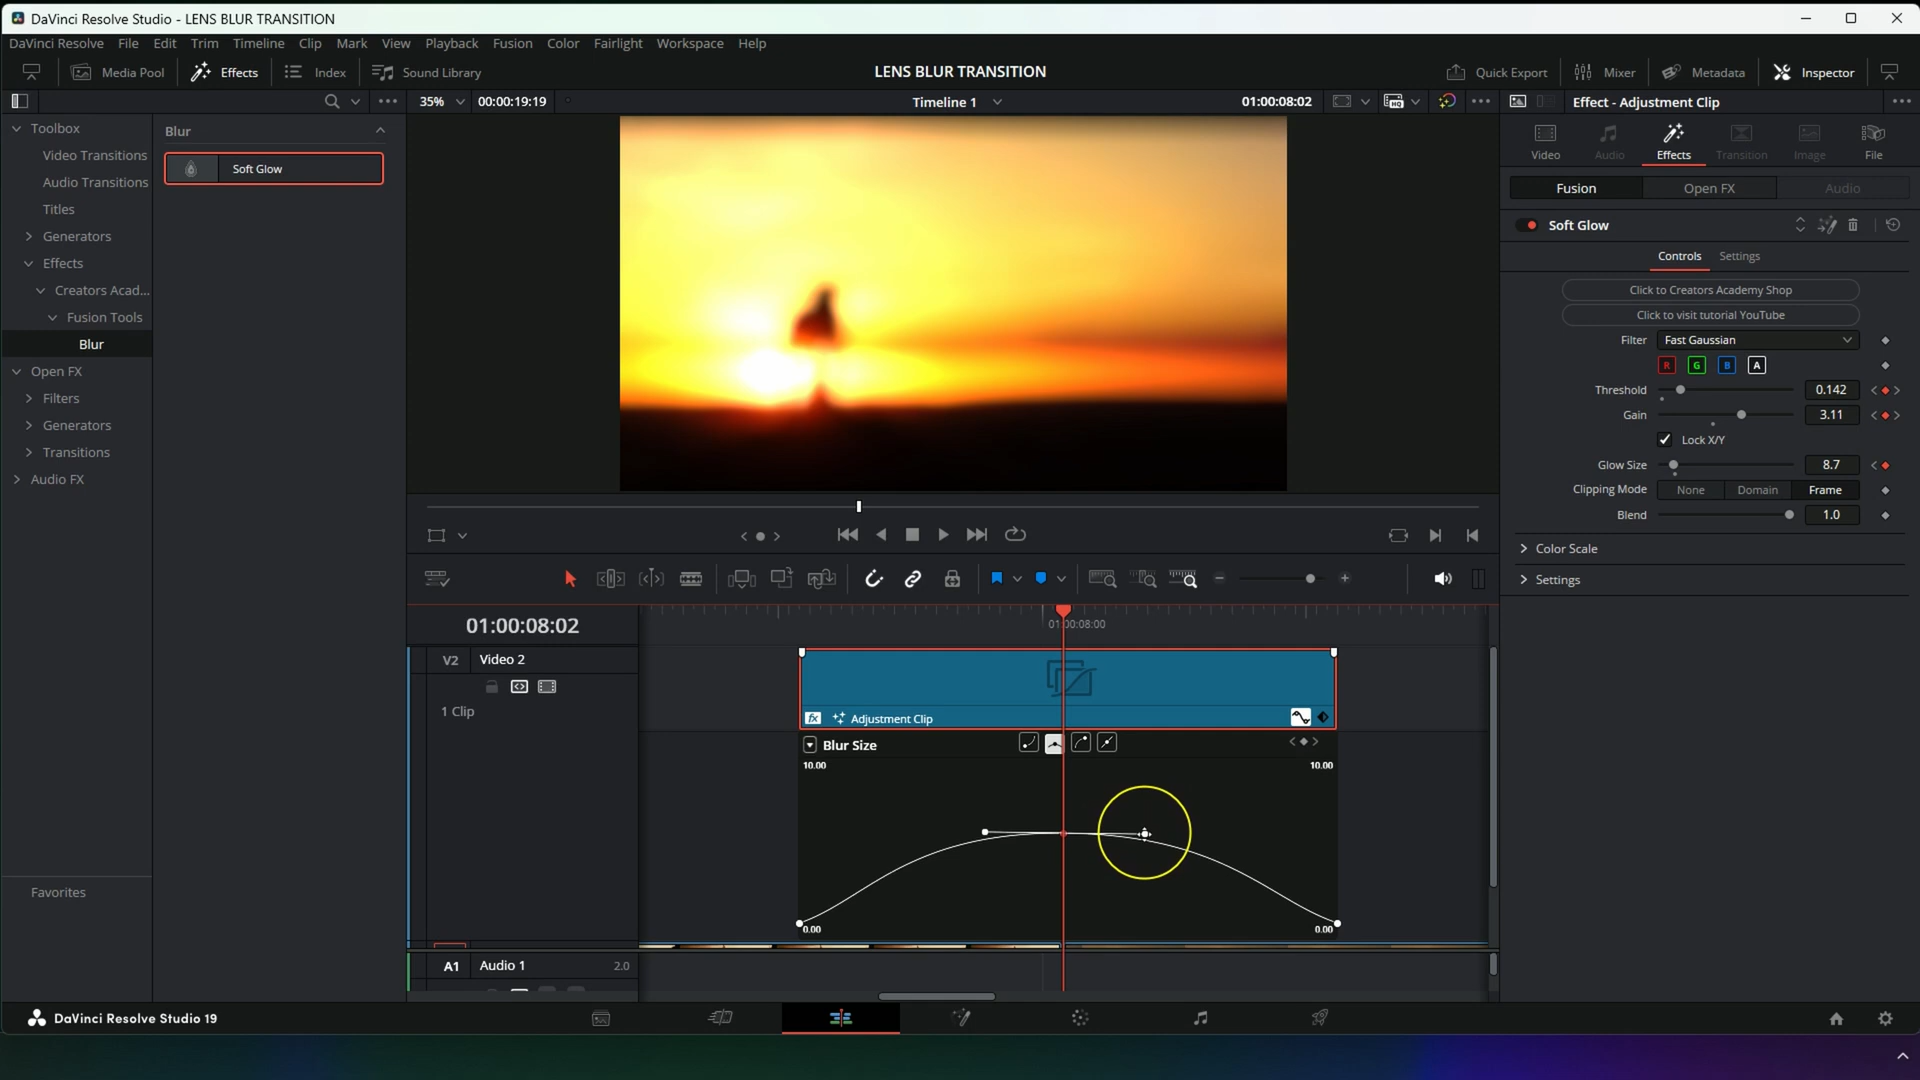 DaVinci Resolve Studio - LENS BLUR TRANSITION
DaVinci Resolve File Edit Trim Timeline Clip Mark View Playback Fusion Color Fairlight Workspace Help
Media Pool Effects Index Sound Library LENS BLUR TRANSITION Quick Export Mixer Metadata Inspector
35% 00:00:19:19 Timeline 1 01:00:08:02 Effect - Adjustment Clip
Toolbox
Video Transitions
Audio Transitions
Titles
Generators
Effects
Creators Acad...
Fusion Tools
Blur
Open FX
Filters
Generators
Transitions
Audio FX
Favorites
Blur
Soft Glow
HQ
Video Audio Effects Transition Image File
Fusion Open FX Audio
Soft Glow
Controls Settings
Click to Creators Academy Shop
Click to visit tutorial YouTube
Filter Fast Gaussian
R G B A
Threshold 0.142
Gain 3.11
Lock X/Y
Glow Size 8.7
Clipping Mode None Domain Frame
Blend 1.0
Color Scale
Settings
01:00:08:02
01:00:08:00
V2 Video 2
1 Clip
fx Adjustment Clip
Blur Size
10.00 10.00
0.00 0.00
A1 Audio 1 2.0
DaVinci Resolve Studio 19